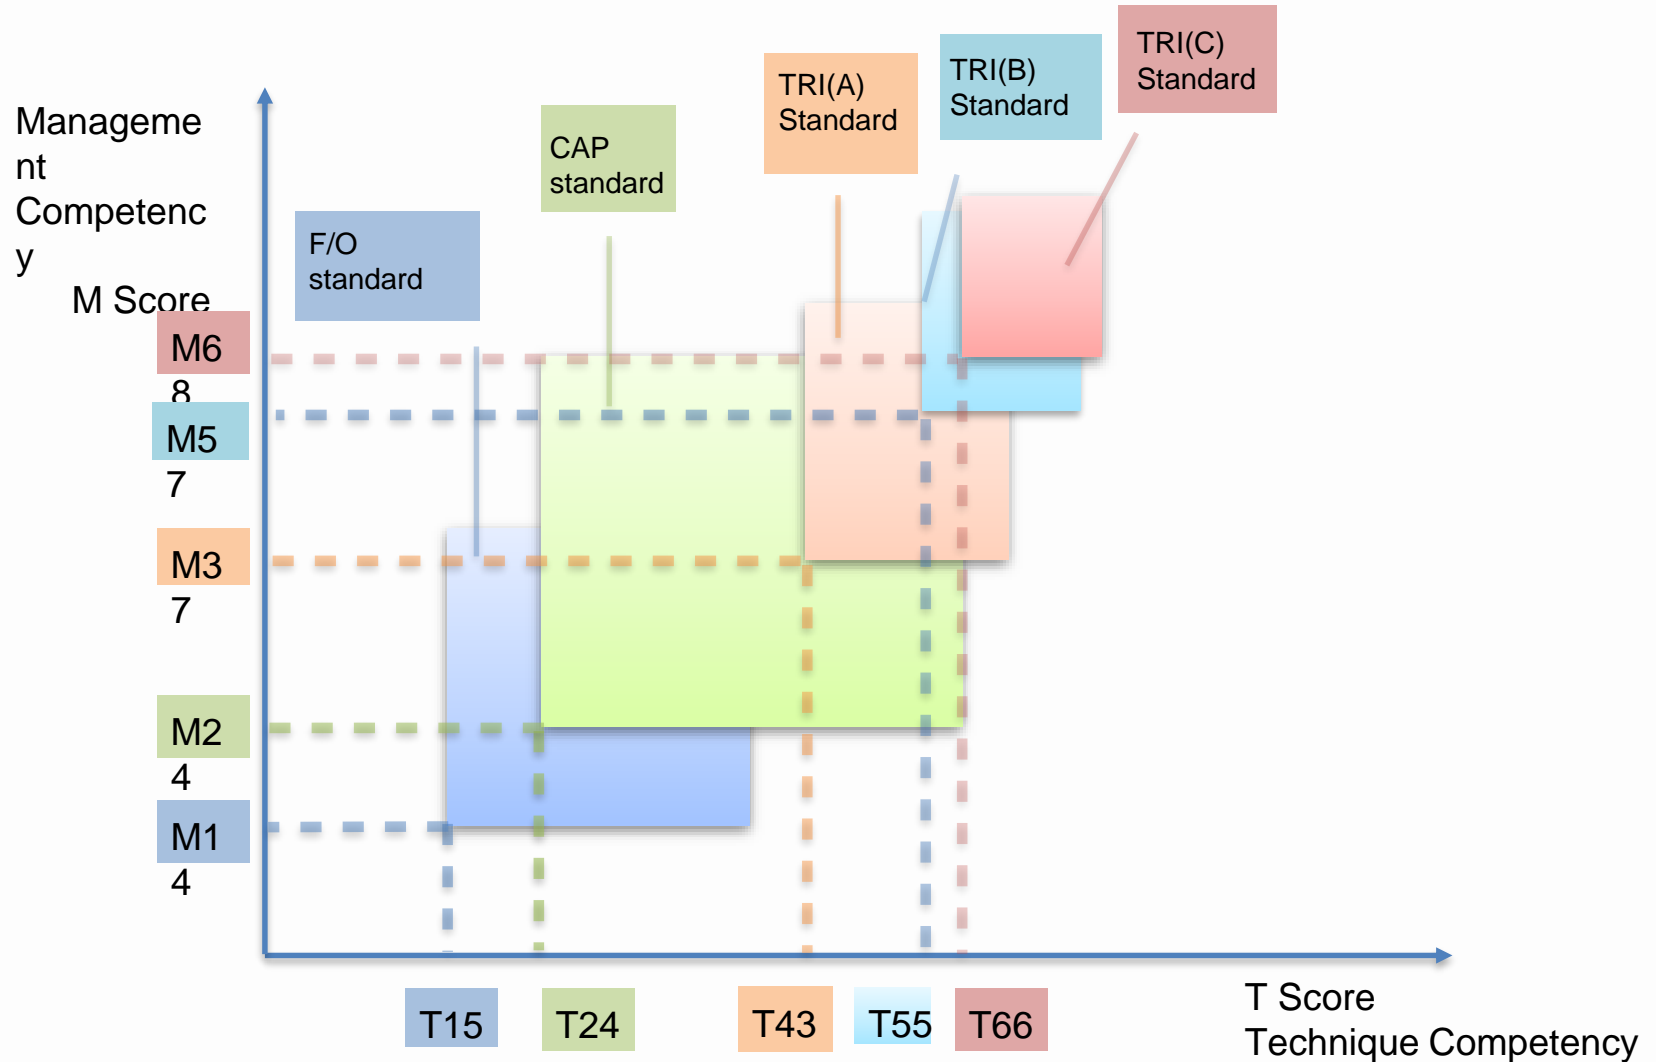 TRI(C)
Standard
TRI(B)
Standard
TRI(A)
Standard
CAP
standard
F/O
standard
Manageme
nt
Competenc
y
M Score
M6
8
M5
7
M3
7
M2
4
M1
4
T15
T24
T43
T55
T66
T Score
Technique Competency